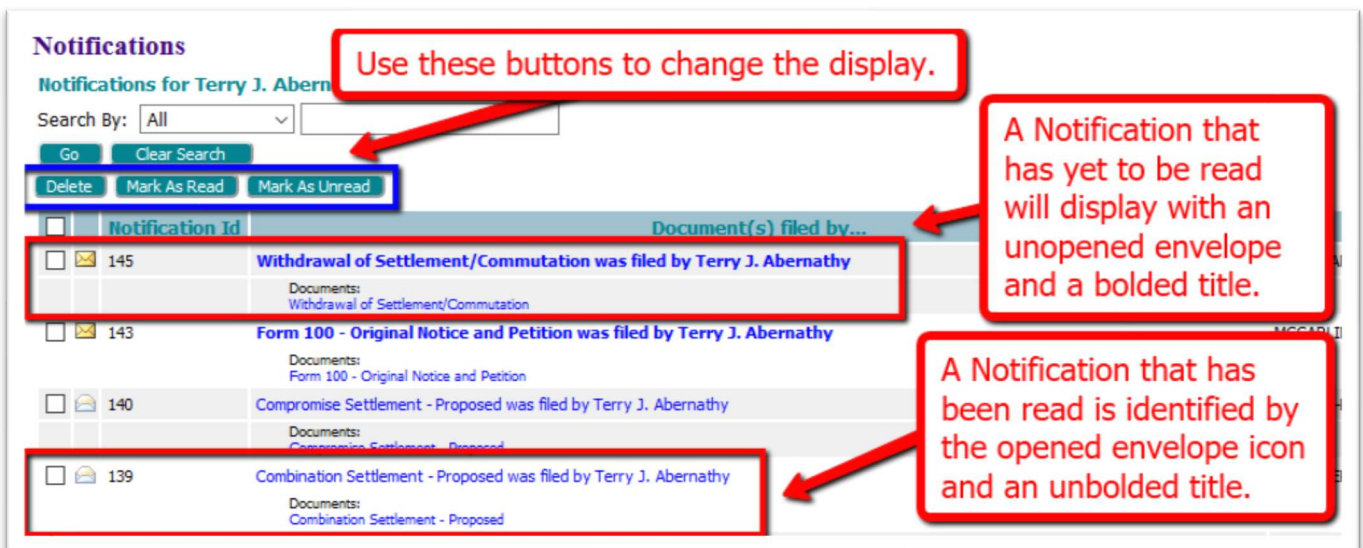 Notifications
Use these buttons to change the display.
Notifications for Terry J. Abern
Search By: All
Go Clear Search
Delete Mark As Read Mark As Unread
A Notification that
has yet to be read
will display with an
unopened envelope
and a bolded title.
Notification Id Document(s) filed by...
145 Withdrawal of Settlement/Commutation was filed by Terry J. Abernathy
Documents:
Withdrawal of Settlement/Commutation
143 Form 100 - Original Notice and Petition was filed by Terry J. Abernathy
Documents:
Form 100 - Original Notice and Petition
A Notification that has
been read is identified by
the opened envelope icon
and an unbolded title.
140 Compromise Settlement - Proposed was filed by Terry J. Abernathy
Documents:
Compromise Settlement - Proposed
139 Combination Settlement - Proposed was filed by Terry J. Abernathy
Documents:
Combination Settlement - Proposed